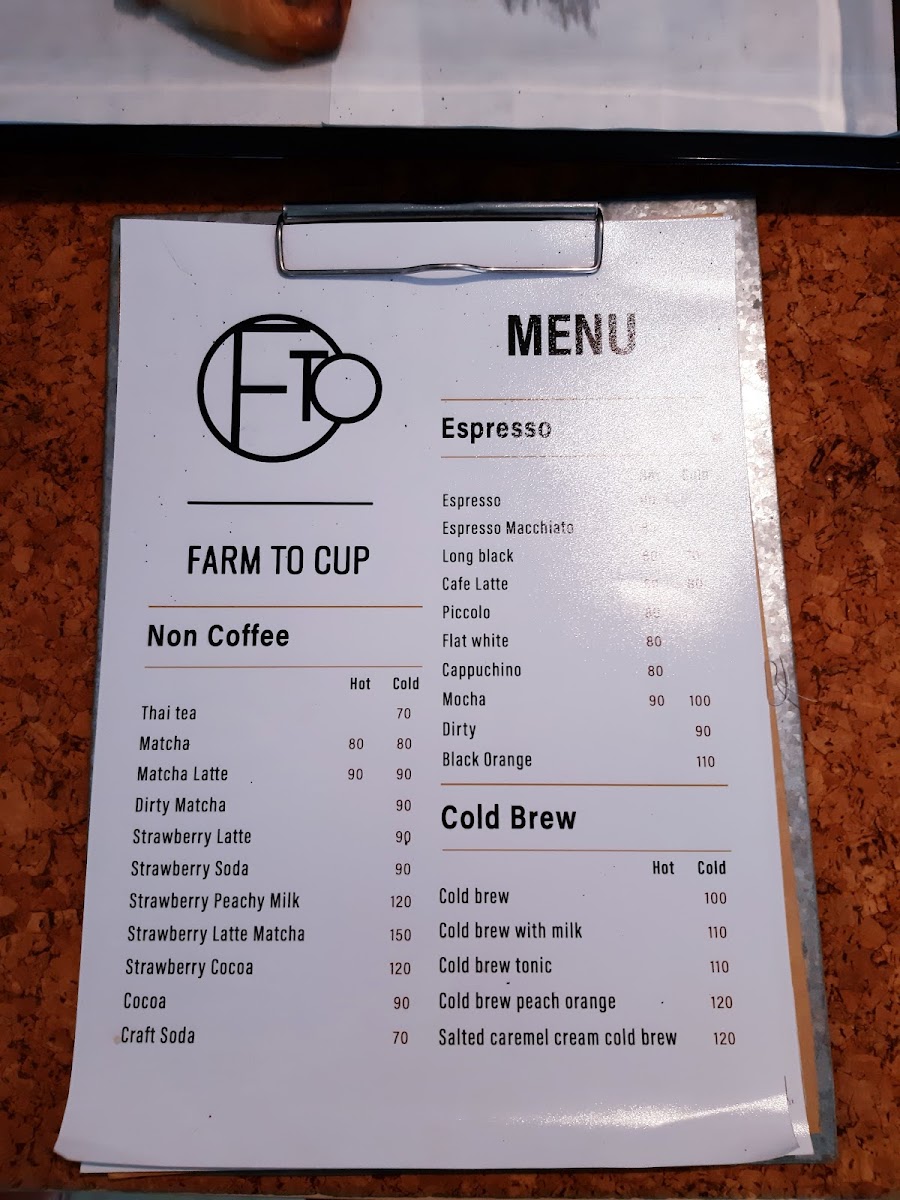 FTO
FARM TO CUP
Non Coffee
Hot Cold
Thai tea 70
Matcha 80 80
Matcha Latte 90 90
Dirty Matcha 90
Strawberry Latte 90
Strawberry Soda 90
Strawberry Peachy Milk 120
Strawberry Latte Matcha 150
Strawberry Cocoa 120
Cocoa 90
Craft Soda 70
MENU
Espresso
Cold
Espresso
Espresso Macchiato
Long black 60 70
Cafe Latte 80
Piccolo 80
Flat white 80
Cappuchino 80
Mocha 90 100
Dirty 90
Black Orange 110
Cold Brew
Hot Cold
Cold brew 100
Cold brew with milk 110
Cold brew tonic 110
Cold brew peach orange 120
Salted caremel cream cold brew 120